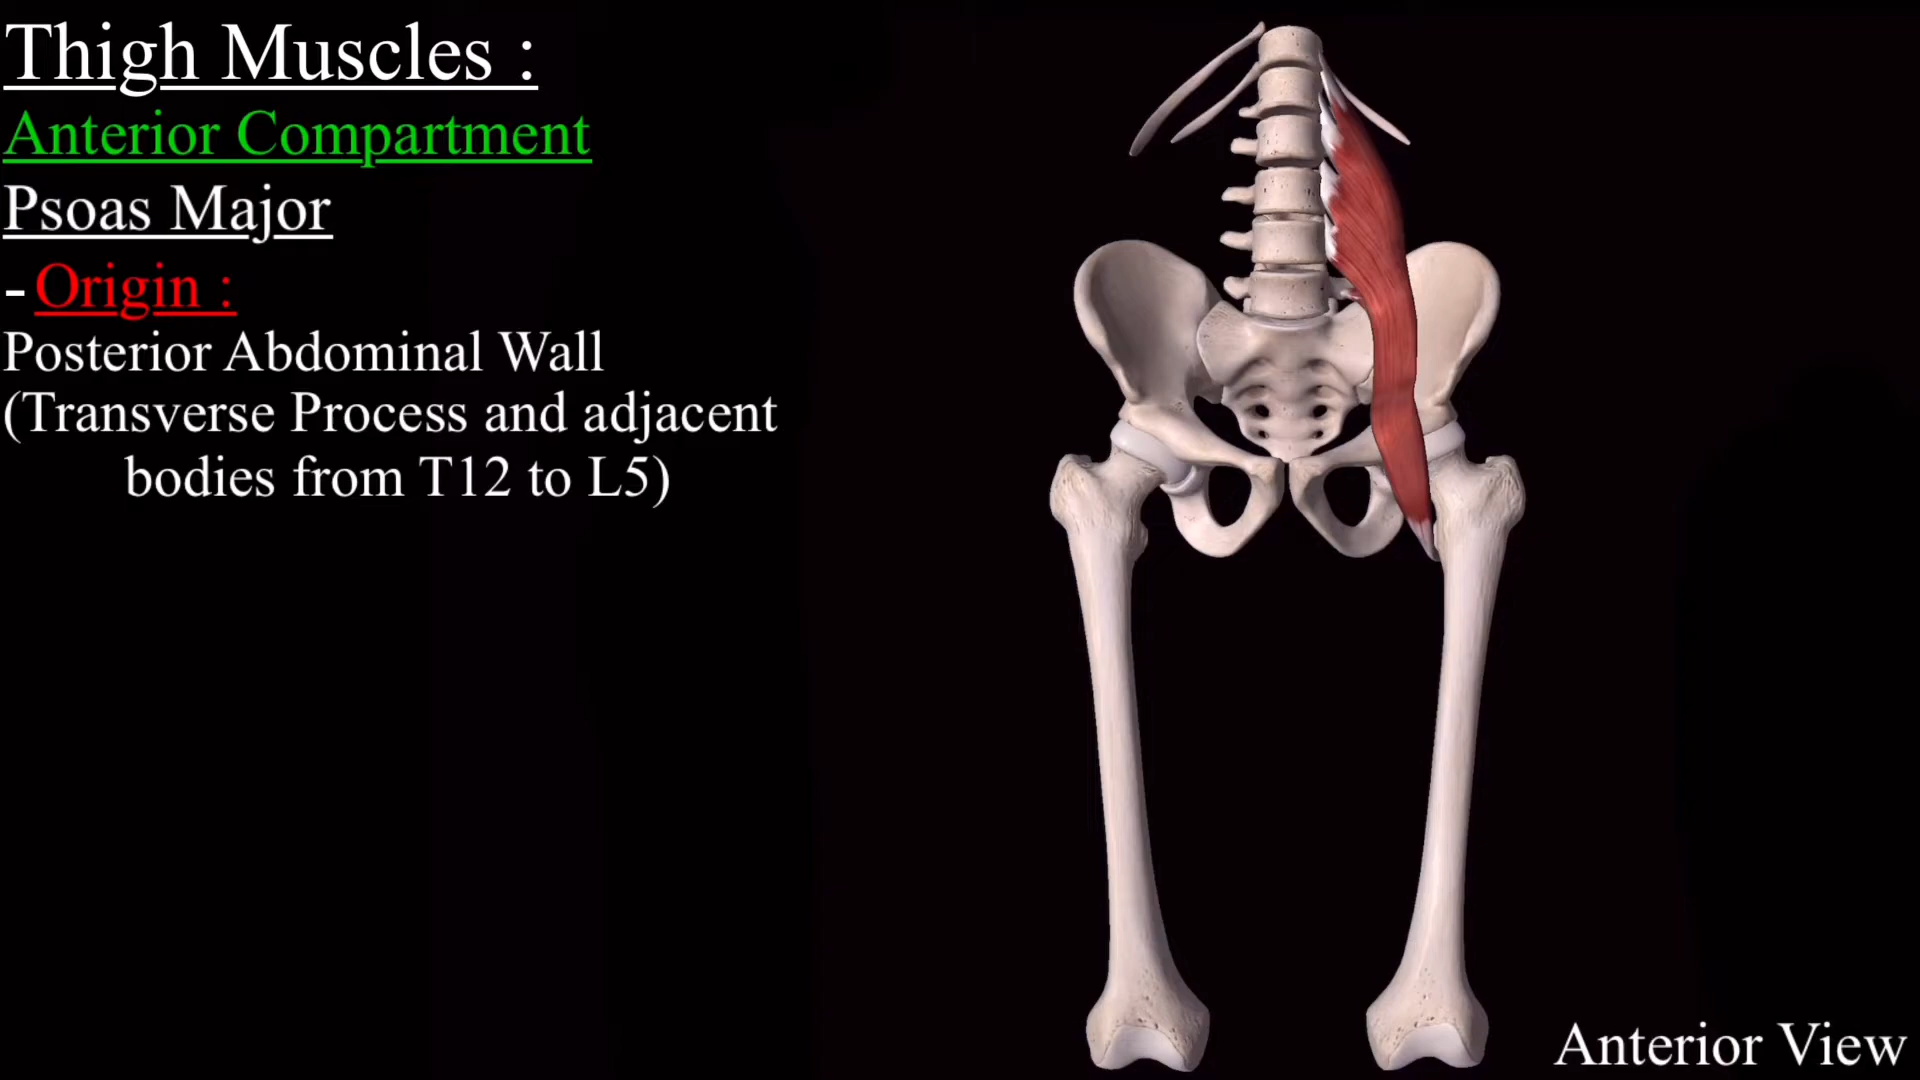 Thigh Muscles :
Anterior Compartment
Psoas Major
- Origin :
Posterior Abdominal Wall
(Transverse Process and adjacent
bodies from T12 to L5)
Anterior View